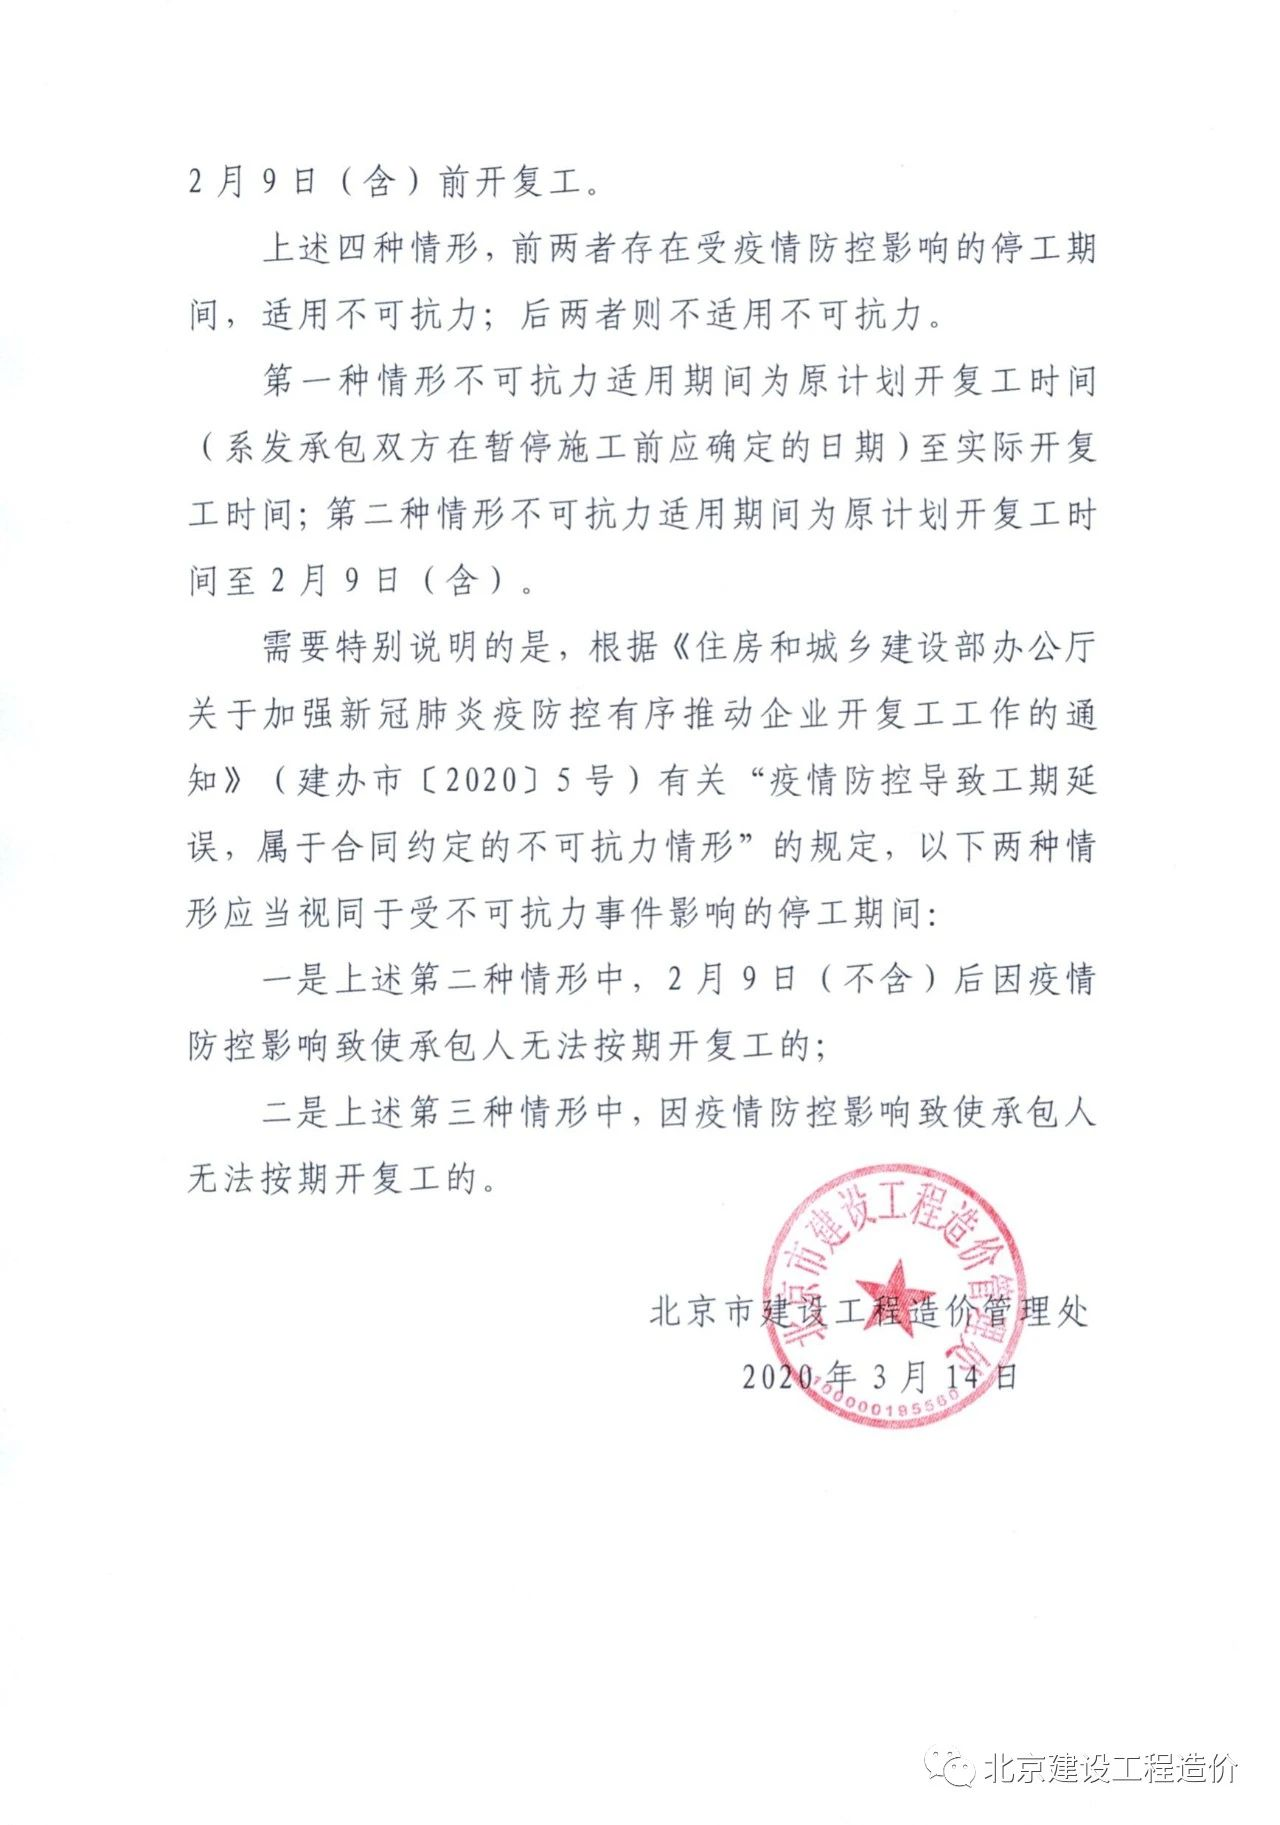 2月9日（含）前开复工。
上述四种情形，前两者存在受疫情防控影响的停工期
间，适用不可抗力；后两者则不适用不可抗力。
第一种情形不可抗力适用期间为原计划开复工时间
（系发承包双方在暂停施工前应确定的日期）至实际开复
工时间；第二种情形不可抗力适用期间为原计划开复工时
间至2月9日（含）。
需要特别说明的是，根据《住房和城乡建设部办公厅
关于加强新冠肺炎疫防控有序推动企业开复工工作的通
知》（建办市〔2020〕5号）有关“疫情防控导致工期延
误，属于合同约定的不可抗力情形”的规定，以下两种情
形应当视同于受不可抗力事件影响的停工期间：
一是上述第二种情形中，2月9日（不含）后因疫情
防控影响致使承包人无法按期开复工的；
二是上述第三种情形中，因疫情防控影响致使承包人
无法按期开复工的。
北京市建设工程造价管理处
北京市建设工程造价管理处
2020年3月14日
北京建设工程造价